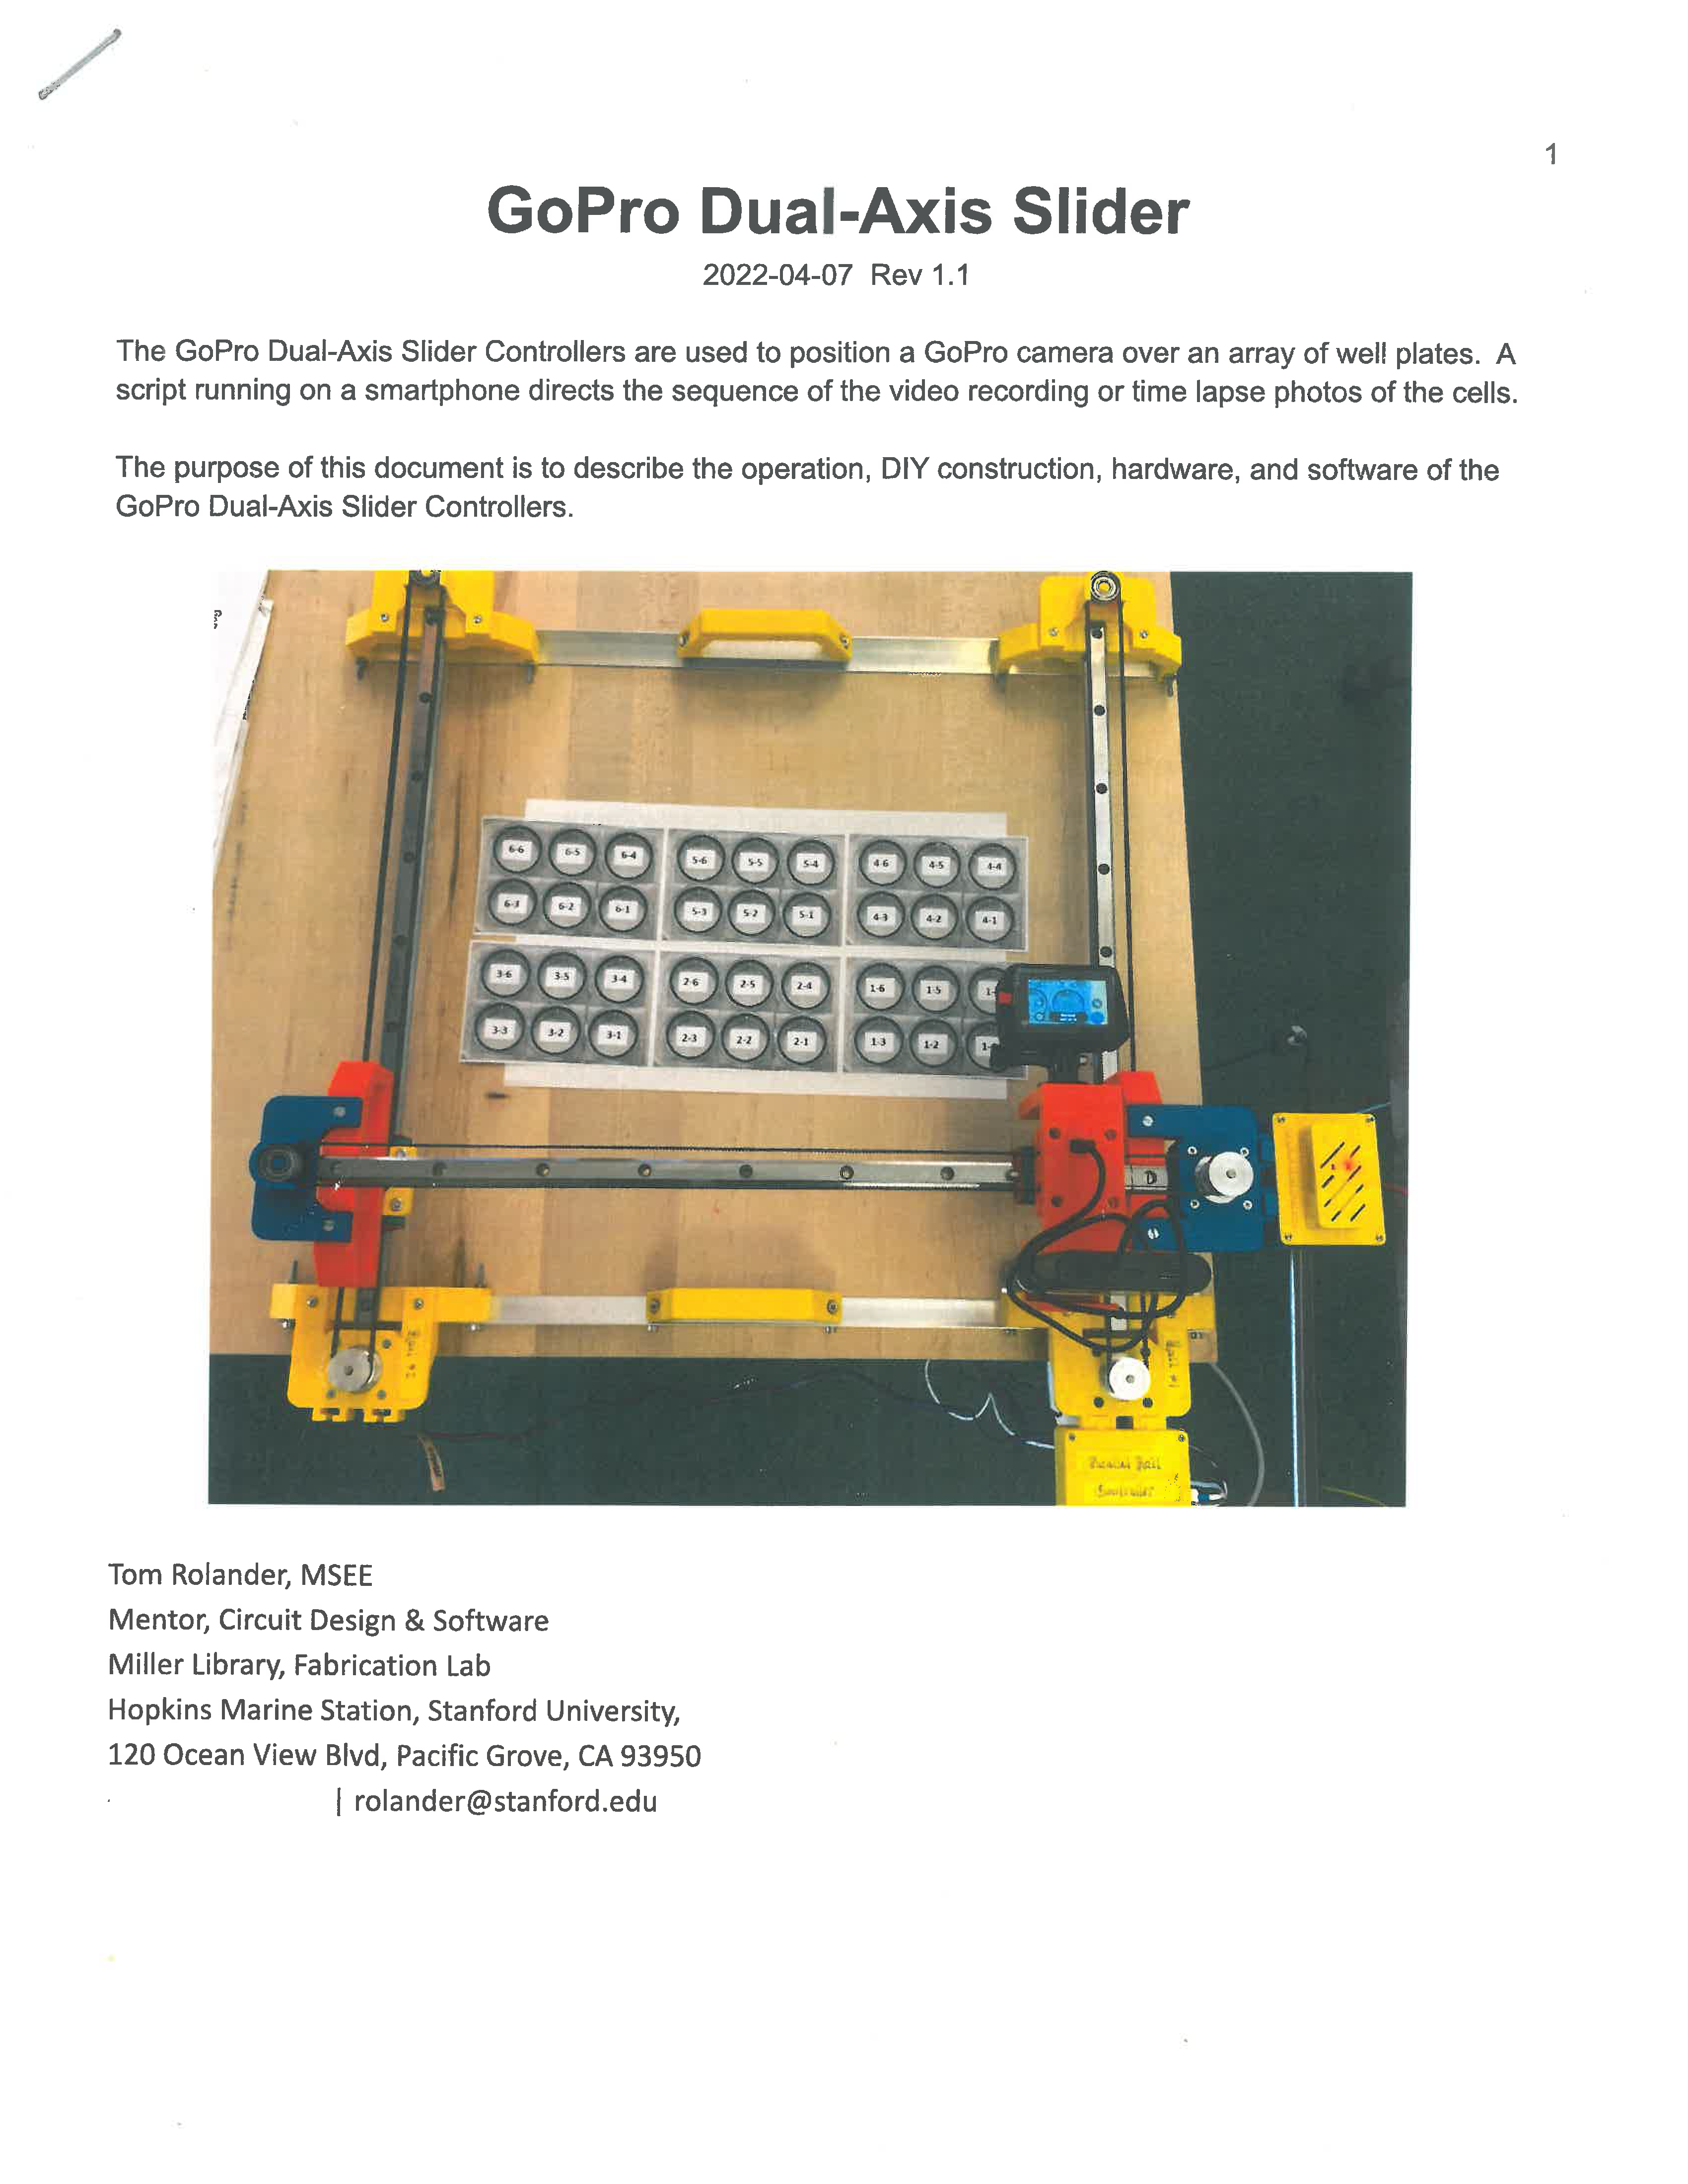 1
GoPro Dual-Axis Slider
2022-04-07 Rev 1.1
The GoPro Dual-Axis Slider Controllers are used to position a GoPro camera over an array of well plates. A
script running on a smartphone directs the sequence of the video recording or time lapse photos of the cells.
The purpose of this document is to describe the operation, DIY construction, hardware, and software of the
GoPro Dual-Axis Slider Controllers.
6-6 6-5 6-4 5-6 5-5 5-4 4-6 4-5 4-4
6-3 6-2 6-1 5-3 5-2 5-1 4-3 4-2 4-1
3-6 3-5 3-4 2-6 2-5 2-4 1-6 1-5 1-
3-3 3-2 3-1 2-3 2-2 2-1 1-3 1-2 1-
D
Tom Rolander, MSEE
Mentor, Circuit Design & Software
Miller Library, Fabrication Lab
Hopkins Marine Station, Stanford University,
120 Ocean View Blvd, Pacific Grove, CA 93950
| rolander@stanford.edu